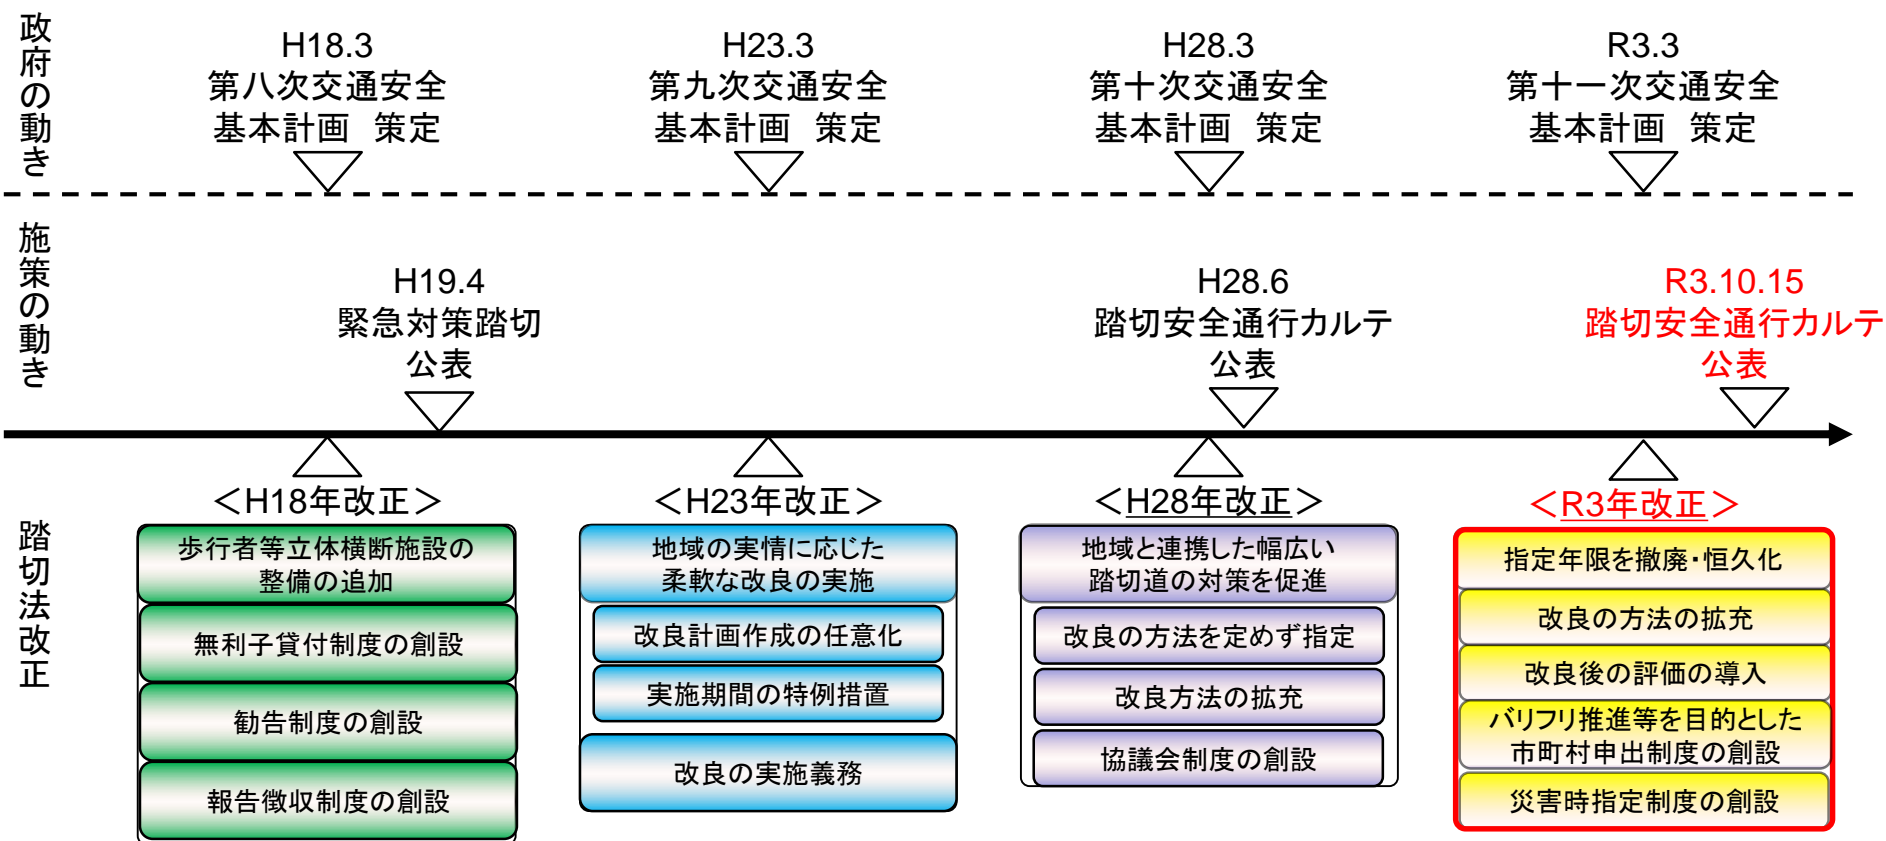 政府の動き
H18.3
第八次交通安全
基本計画　策定
H23.3
第九次交通安全
基本計画　策定
H28.3
第十次交通安全
基本計画　策定
R3.3
第十一次交通安全
基本計画　策定
施策の動き
H19.4
緊急対策踏切
公表
H28.6
踏切安全通行カルテ
公表
R3.10.15
踏切安全通行カルテ
公表
踏切法改正
＜H18年改正＞
歩行者等立体横断施設の
整備の追加
無利子貸付制度の創設
勧告制度の創設
報告徴収制度の創設
＜H23年改正＞
地域の実情に応じた
柔軟な改良の実施
改良計画作成の任意化
実施期間の特例措置
改良の実施義務
＜H28年改正＞
地域と連携した幅広い
踏切道の対策を促進
改良の方法を定めず指定
改良方法の拡充
協議会制度の創設
＜R3年改正＞
指定年限を撤廃・恒久化
改良の方法の拡充
改良後の評価の導入
バリフリ推進等を目的とした
市町村申出制度の創設
災害時指定制度の創設